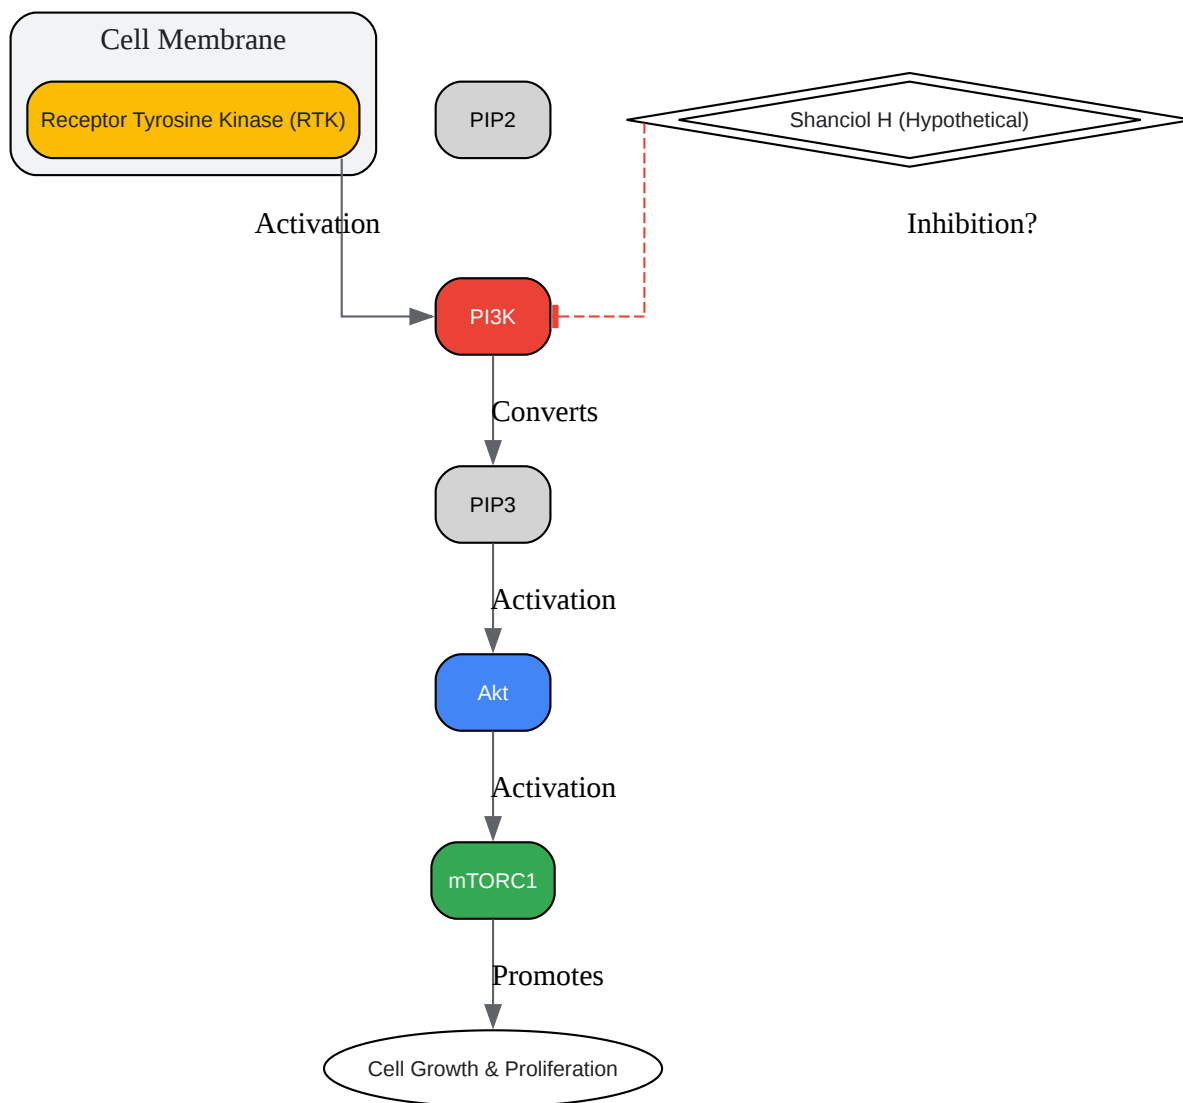 Cell Membrane
Receptor Tyrosine Kinase (RTK)
PIP2
Shanciol H (Hypothetical)
Activation
Inhibition?
PI3K
Converts
PIP3
Activation
Akt
Activation
mTORC1
Promotes
Cell Growth & Proliferation